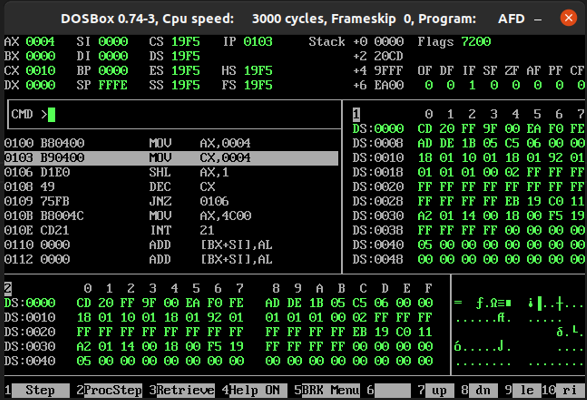 DOSBox 0.74-3, Cpu speed: 3000 cycles, Frameskip 0, Program: AFD
AX 0004 SI 0000 CS 19F5 IP 0103 Stack +0 0000 Flags 7200
BX 0000 DI 0000 DS 19F5 +2 20CD
CX 0010 BP 0000 ES 19F5 HS 19F5 +4 9FFF OF DF IF SF ZF AF PF CF
DX 0000 SP FFFE SS 19F5 FS 19F5 +6 EA00 0 0 1 0 0 0 0 0
CMD >
0100 B80400 MOV AX,0004
0103 B90400 MOV CX,0004
0106 D1E0 SHL AX,1
0108 49 DEC CX
0109 75FB JNZ 0106
010B B8004C MOV AX,4C00
010E CD21 INT 21
0110 0000 ADD [BX+SI],AL
0112 0000 ADD [BX+SI],AL
1 0 1 2 3 4 5 6 7
DS:0000 CD 20 FF 9F 00 EA F0 FE
DS:0008 AD DE 1B 05 C5 06 00 00
DS:0010 18 01 10 01 18 01 92 01
DS:0018 01 01 01 00 02 FF FF FF
DS:0020 FF FF FF FF FF FF FF FF
DS:0028 FF FF FF FF EB 19 C0 11
DS:0030 A2 01 14 00 18 00 F5 19
DS:0038 FF FF FF FF 00 00 00 00
DS:0040 05 00 00 00 00 00 00 00
DS:0048 00 00 00 00 00 00 00 00
2 0 1 2 3 4 5 6 7 8 9 A B C D E F
DS:0000 CD 20 FF 9F 00 EA F0 FE AD DE 1B 05 C5 06 00 00
DS:0010 18 01 10 01 18 01 92 01 01 01 01 00 02 FF FF FF
DS:0020 FF FF FF FF FF FF FF FF FF FF FF FF EB 19 C0 11
DS:0030 A2 01 14 00 18 00 F5 19 FF FF FF FF 00 00 00 00
DS:0040 05 00 00 00 00 00 00 00 00 00 00 00 00 00 00 00
1 Step 2ProcStep 3Retrieve 4Help ON 5BRK Menu 6 7 up 8 dn 9 le 10 ri